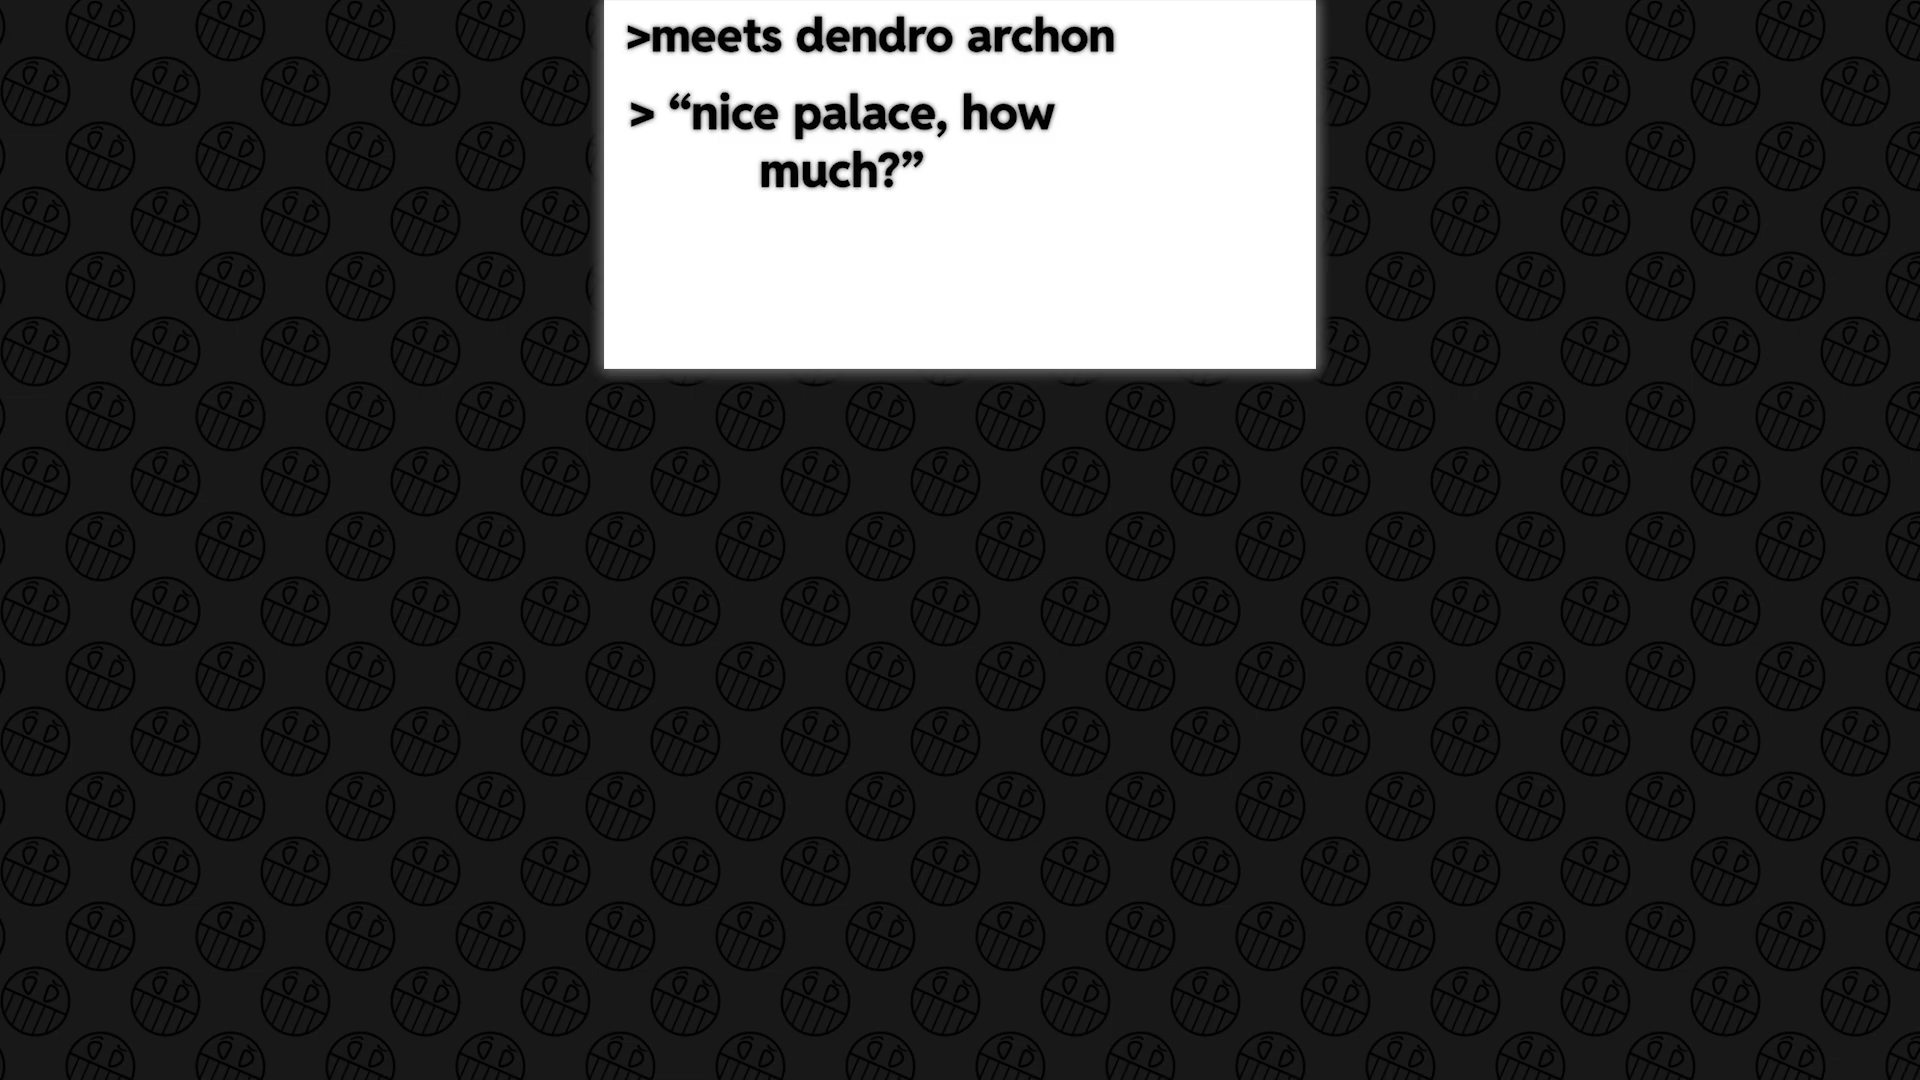 >meets dendro archon
> “nice palace, how
much?”